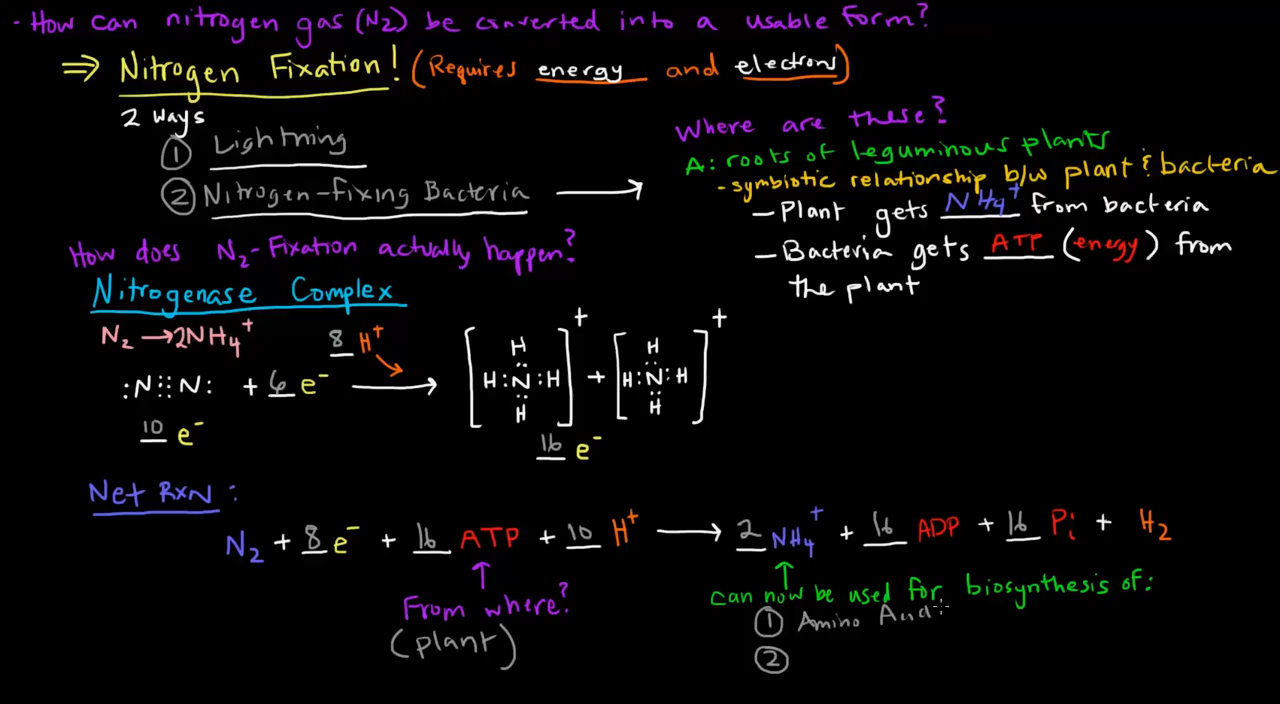 · How can nitrogen gas (N₂) be converted into a usable form?
⇒ Nitrogen Fixation! (Requires energy and electrons)
2 ways
① Lightning
② Nitrogen-fixing Bacteria →
Where are these?
A: roots of leguminous plants
- symbiotic relationship b/w plant & bacteria
— Plant gets NH₄⁺ from bacteria
— Bacteria gets ATP (energy) from
the plant
How does N₂-Fixation actually happen?
Nitrogenase Complex
N₂ → 2NH₄⁺
8 H⁺
:N⋮⋮N: + 6 e⁻ → [H:N:H H H]⁺ + [H:N:H H H]⁺
10 e⁻
16 e⁻
Net RXN:
N₂ + 8 e⁻ + 16 ATP + 10 H⁺ → 2 NH₄⁺ + 16 ADP + 16 Pi + H₂
↑ From where?
(plant)
↑ can now be used for biosynthesis of:
① Amino Acid
②